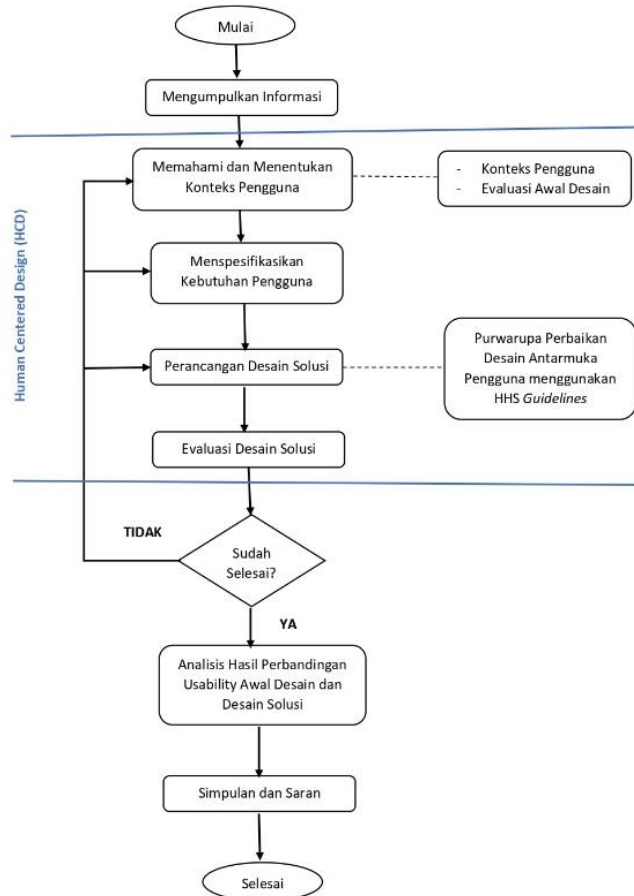 Mulai
Mengumpulkan Informasi
Human Centered Design (HCD)
Memahami dan Menentukan
Konteks Pengguna
- Konteks Pengguna
- Evaluasi Awal Desain
Menspesifikasikan
Kebutuhan Pengguna
Perancangan Desain Solusi
Purwarupa Perbaikan
Desain Antarmuka
Pengguna menggunakan
HHS Guidelines
Evaluasi Desain Solusi
TIDAK
Sudah
Selesai?
YA
Analisis Hasil Perbandingan
Usability Awal Desain dan
Desain Solusi
Simpulan dan Saran
Selesai